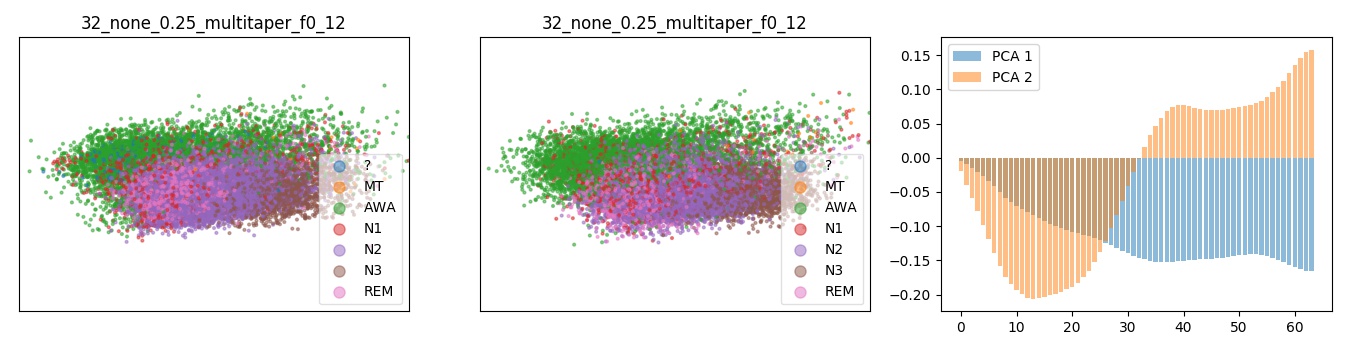 32_none_0.25_multitaper_f0_12
?
MT
AWA
N1
N2
N3
REM
32_none_0.25_multitaper_f0_12
?
MT
AWA
N1
N2
N3
REM
PCA 1
PCA 2
0.15
0.10
0.05
0.00
−0.05
−0.10
−0.15
−0.20
0 10 20 30 40 50 60